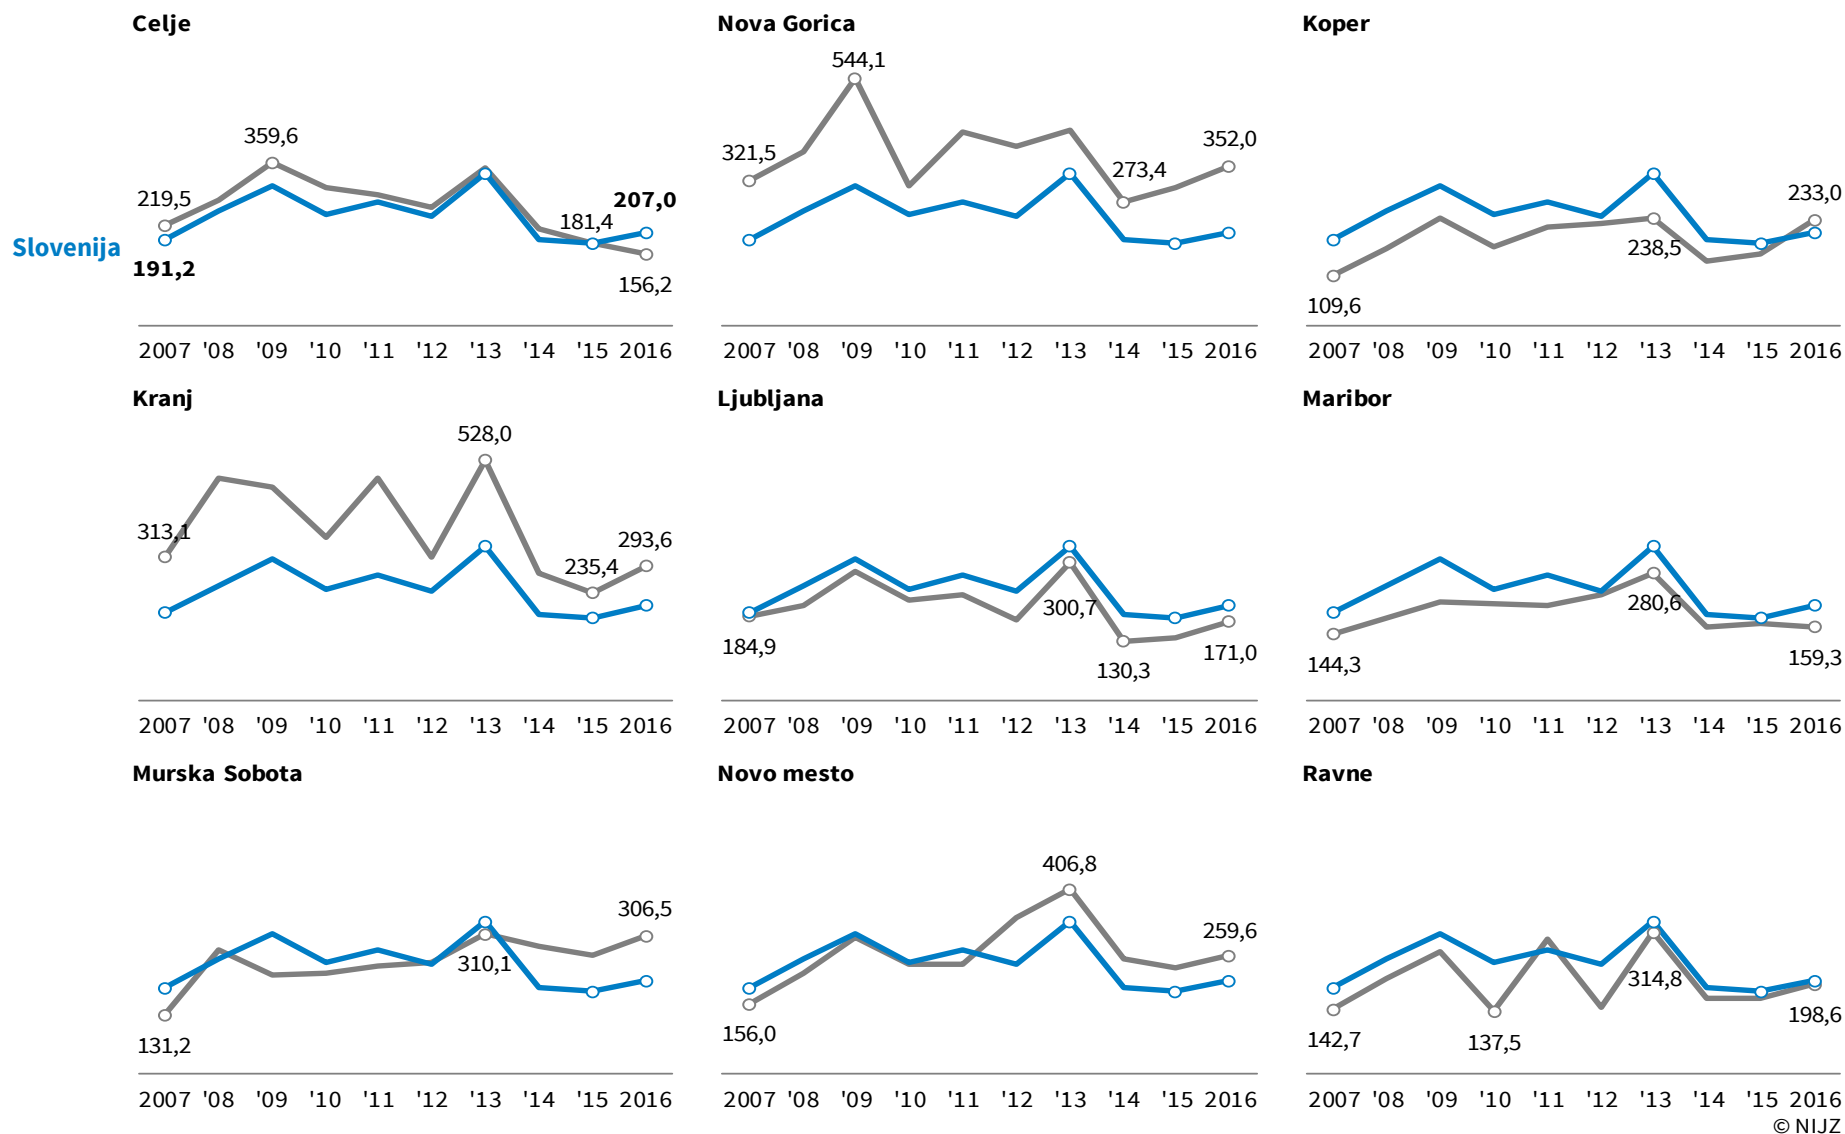 Celje
359,6
219,5
207,0
181,4
Slovenija
191,2
156,2
2007 '08 '09 '10 '11 '12 '13 '14 '15 2016
Nova Gorica
544,1
321,5
352,0
273,4
2007 '08 '09 '10 '11 '12 '13 '14 '15 2016
Koper
233,0
238,5
109,6
2007 '08 '09 '10 '11 '12 '13 '14 '15 2016
Kranj
528,0
313,1
293,6
235,4
2007 '08 '09 '10 '11 '12 '13 '14 '15 2016
Ljubljana
300,7
184,9
171,0
130,3
2007 '08 '09 '10 '11 '12 '13 '14 '15 2016
Maribor
280,6
144,3
159,3
2007 '08 '09 '10 '11 '12 '13 '14 '15 2016
Murska Sobota
306,5
310,1
131,2
2007 '08 '09 '10 '11 '12 '13 '14 '15 2016
Novo mesto
406,8
259,6
156,0
2007 '08 '09 '10 '11 '12 '13 '14 '15 2016
Ravne
314,8
198,6
142,7
137,5
2007 '08 '09 '10 '11 '12 '13 '14 '15 2016
© NIJZ